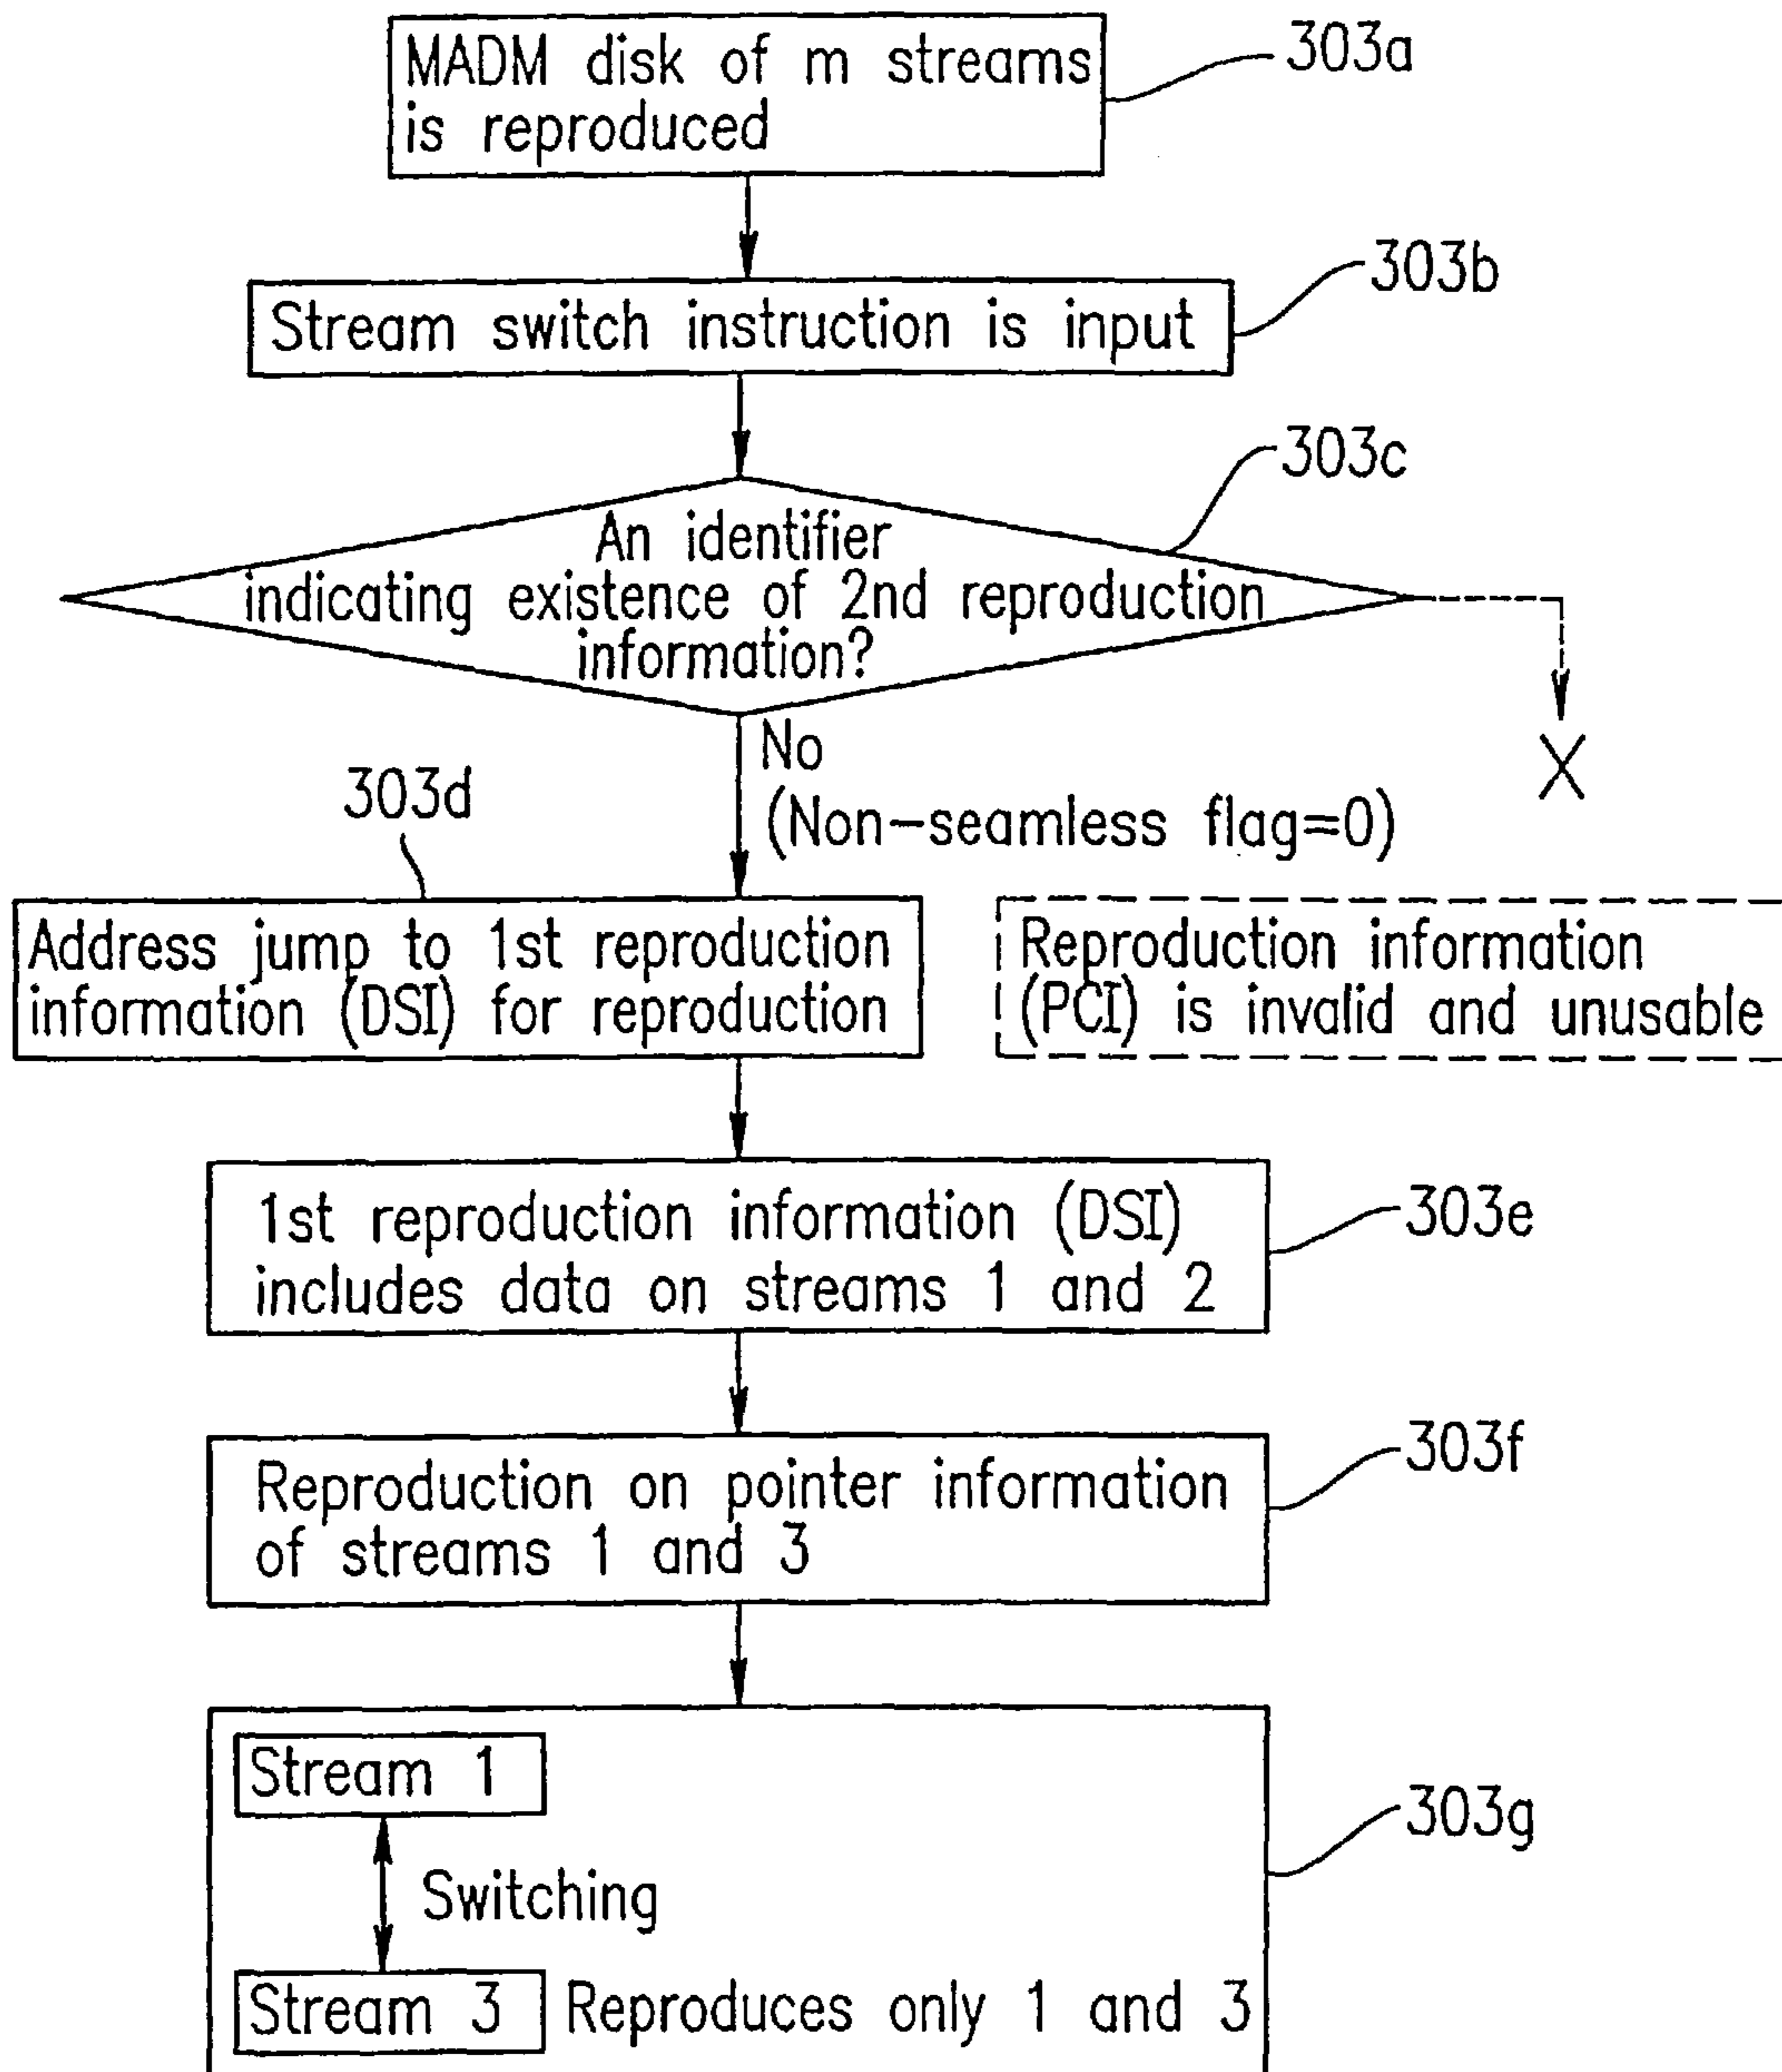 MADM disk of m streams
is reproduced
303a
Stream switch instruction is input
303b
303c
An identifier
indicating existence of 2nd reproduction
information?
No
(Non-seamless flag=0)
X
303d
Address jump to 1st reproduction
information (DSI) for reproduction
Reproduction information
(PCI) is invalid and unusable
1st reproduction information (DSI)
includes data on streams 1 and 2
303e
Reproduction on pointer information
of streams 1 and 3
303f
Stream 1
Switching
303g
Stream 3
Reproduces only 1 and 3